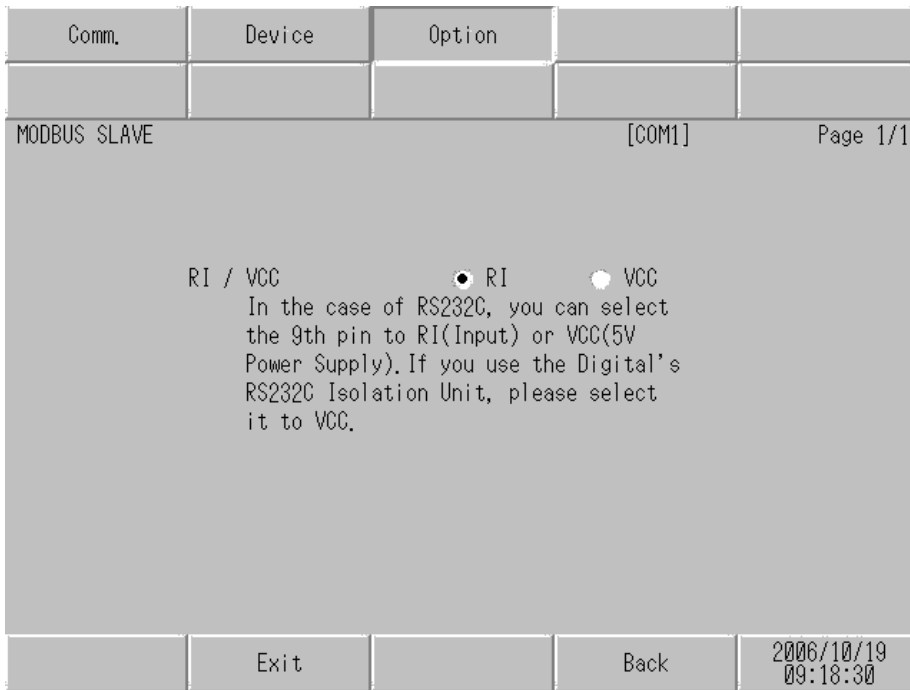 Comm. Device Option
MODBUS SLAVE [COM1] Page 1/1
RI / VCC RI VCC
In the case of RS232C, you can select
the 9th pin to RI(Input) or VCC(5V
Power Supply).If you use the Digital's
RS232C Isolation Unit, please select
it to VCC.
Exit Back 2006/10/19
09:18:30